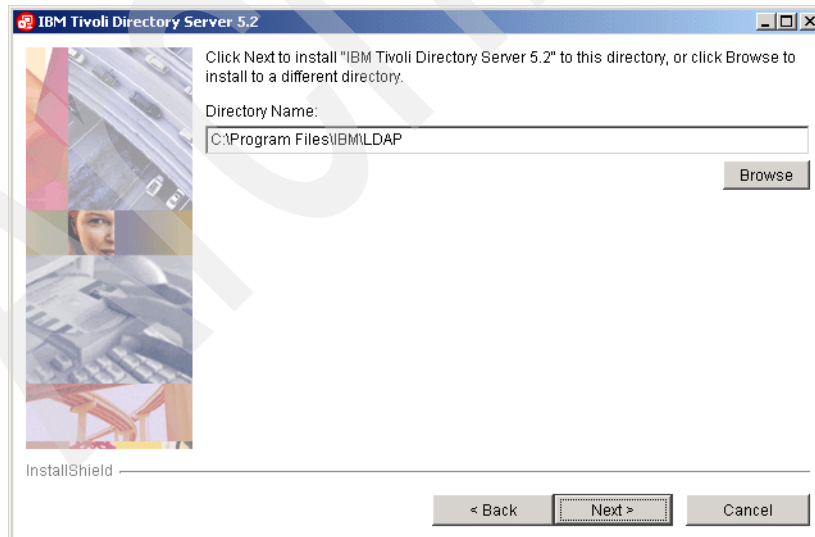 IBM Tivoli Directory Server 5.2
Click Next to install "IBM Tivoli Directory Server 5.2" to this directory, or click Browse to
install to a different directory.
Directory Name:
C:\Program Files\IBM\LDAP
Browse
InstallShield
< Back
Next >
Cancel